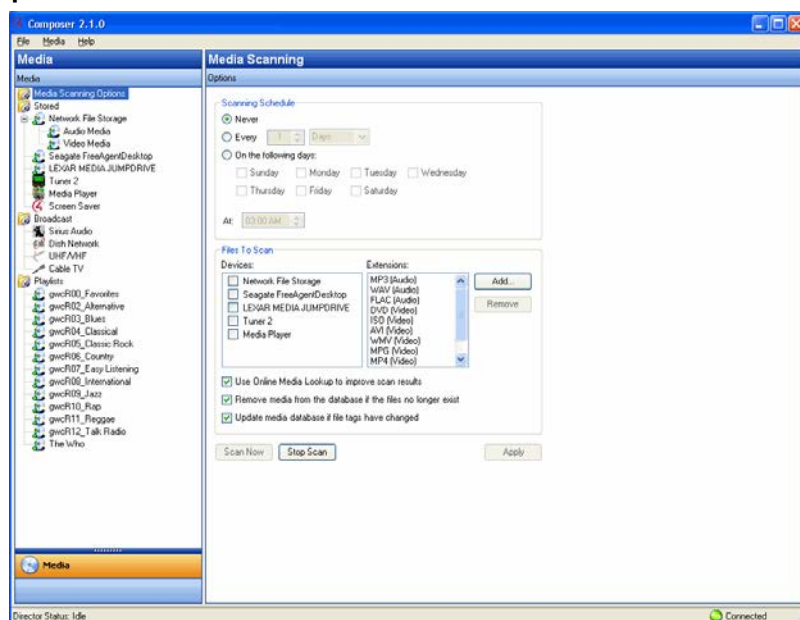 Composer 2.1.0
File Media Help
Media
Media Scanning
Media
Options
Media Scanning Options
Stored
Network File Storage
Audio Media
Video Media
Seagate FreeAgentDesktop
LEXAR MEDIA JUMPDRIVE
Tuner 2
Media Player
Screen Saver
Broadcast
Sirius Audio
Dish Network
UHF/VHF
Cable TV
Playlists
gwcR00_Favorites
gwcR02_Alternative
gwcR03_Blues
gwcR04_Classical
gwcR05_Classic Rock
gwcR06_Country
gwcR07_Easy Listening
gwcR08_International
gwcR09_Jazz
gwcR10_Rap
gwcR11_Reggae
gwcR12_Talk Radio
The Who
Media
Scanning Schedule
Never
Every 1 Days
On the following days:
Sunday Monday Tuesday Wednesday
Thursday Friday Saturday
At: 03:00 AM
Files To Scan
Devices: Extensions:
Network File Storage
Seagate FreeAgentDesktop
LEXAR MEDIA JUMPDRIVE
Tuner 2
Media Player
MP3 (Audio)
WAV (Audio)
FLAC (Audio)
DVD (Video)
ISO (Video)
AVI (Video)
WMV (Video)
MPG (Video)
MP4 (Video)
Add...
Remove
Use Online Media Lookup to improve scan results
Remove media from the database if the files no longer exist
Update media database if file tags have changed
Scan Now Stop Scan Apply
Director Status: Idle
Connected